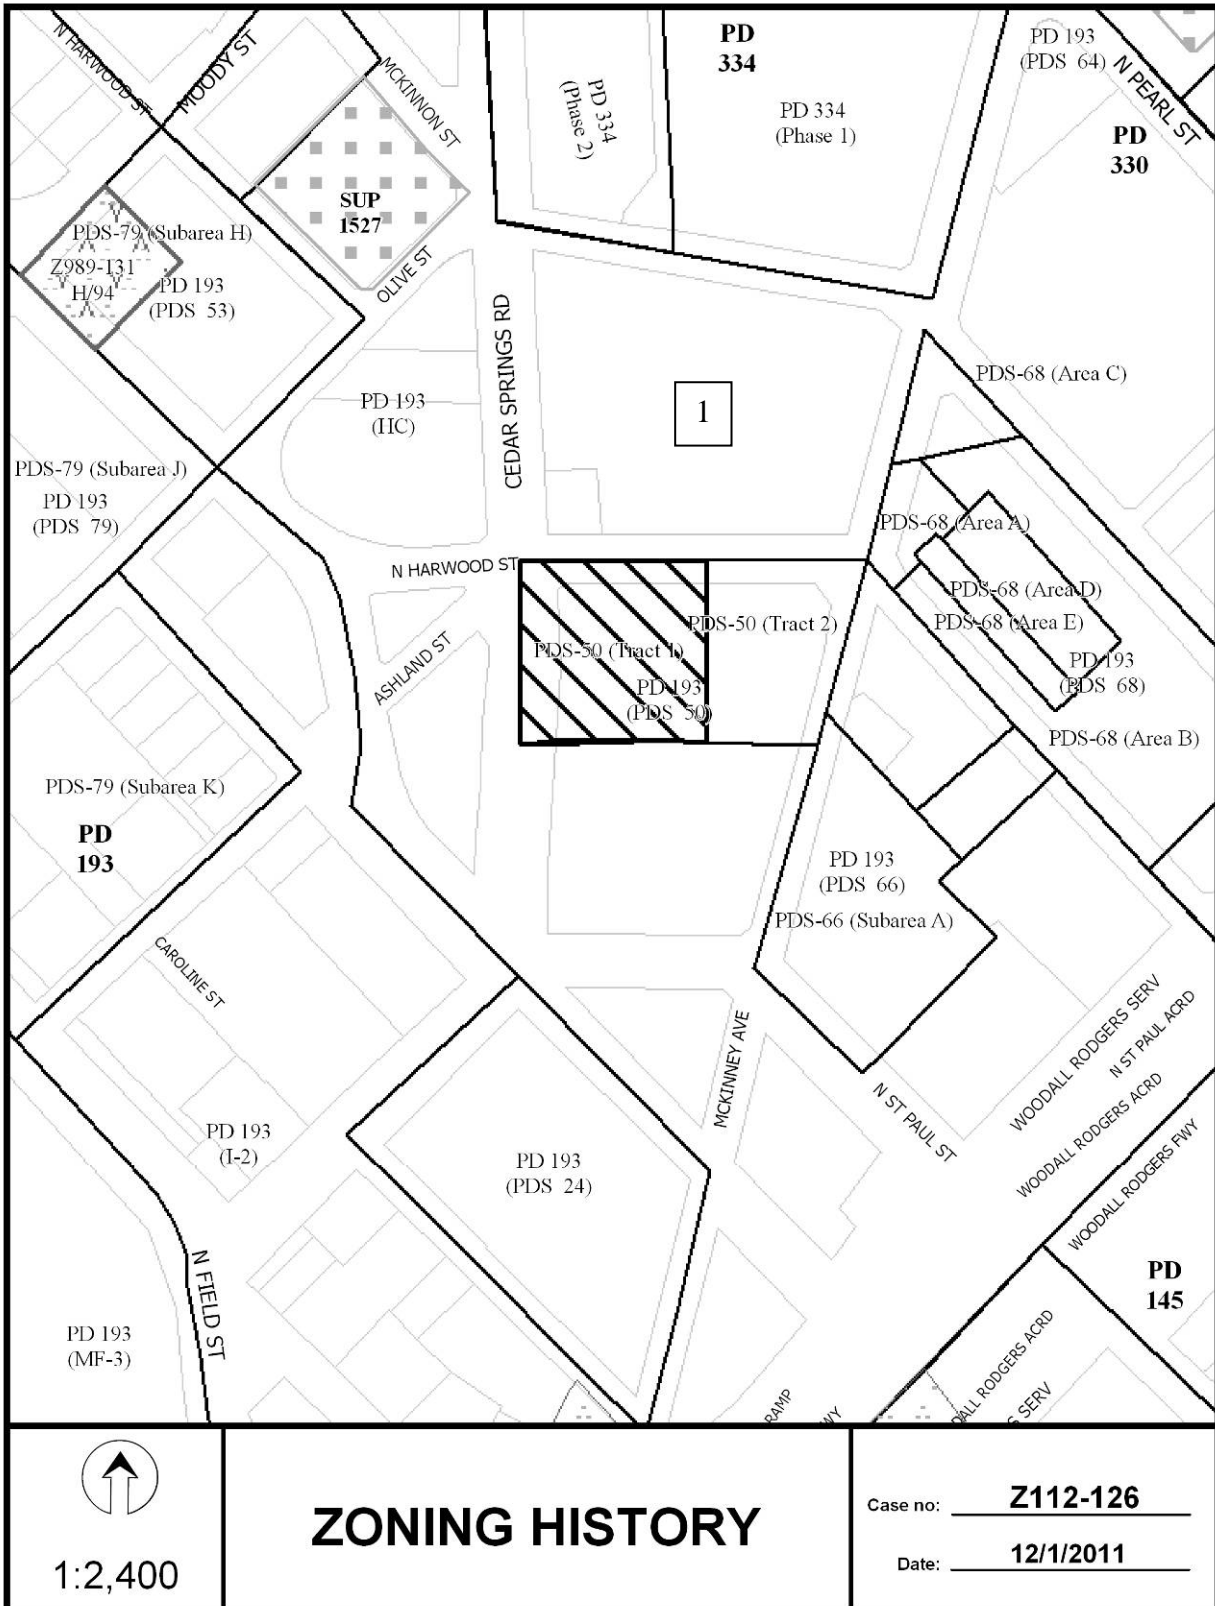 N HARWOOD ST
MOODY ST
MCKINNON ST
PD 334
(Phase 2)
PD
334
PD 334
(Phase 1)
PD 193
(PDS 64)
N PEARL ST
PD
330
SUP
1527
PDS-79 (Subarea H)
Z989-131
H/94
PD 193
(PDS 53)
OLIVE ST
CEDAR SPRINGS RD
PD 193
(HC)
1
PDS-68 (Area C)
PDS-79 (Subarea J)
PD 193
(PDS 79)
PDS-68 (Area A)
N HARWOOD ST
PDS-68 (Area D)
PDS-68 (Area E)
PDS-50 (Tract 2)
PDS-50 (Tract 1)
PD 193
(PDS 50)
ASHLAND ST
PD 193
(PDS 68)
PDS-68 (Area B)
PDS-79 (Subarea K)
PD
193
PD 193
(PDS 66)
PDS-66 (Subarea A)
CAROLINE ST
MCKINNEY AVE
N ST PAUL ST
WOODALL RODGERS SERV
N ST PAUL ACRD
WOODALL RODGERS ACRD
WOODALL RODGERS FWY
PD 193
(I-2)
PD 193
(PDS 24)
N FIELD ST
PD
145
PD 193
(MF-3)
RAMP
WY
DALL RODGERS ACRD
S SERV
1:2,400
ZONING HISTORY
Case no: Z112-126
Date: 12/1/2011